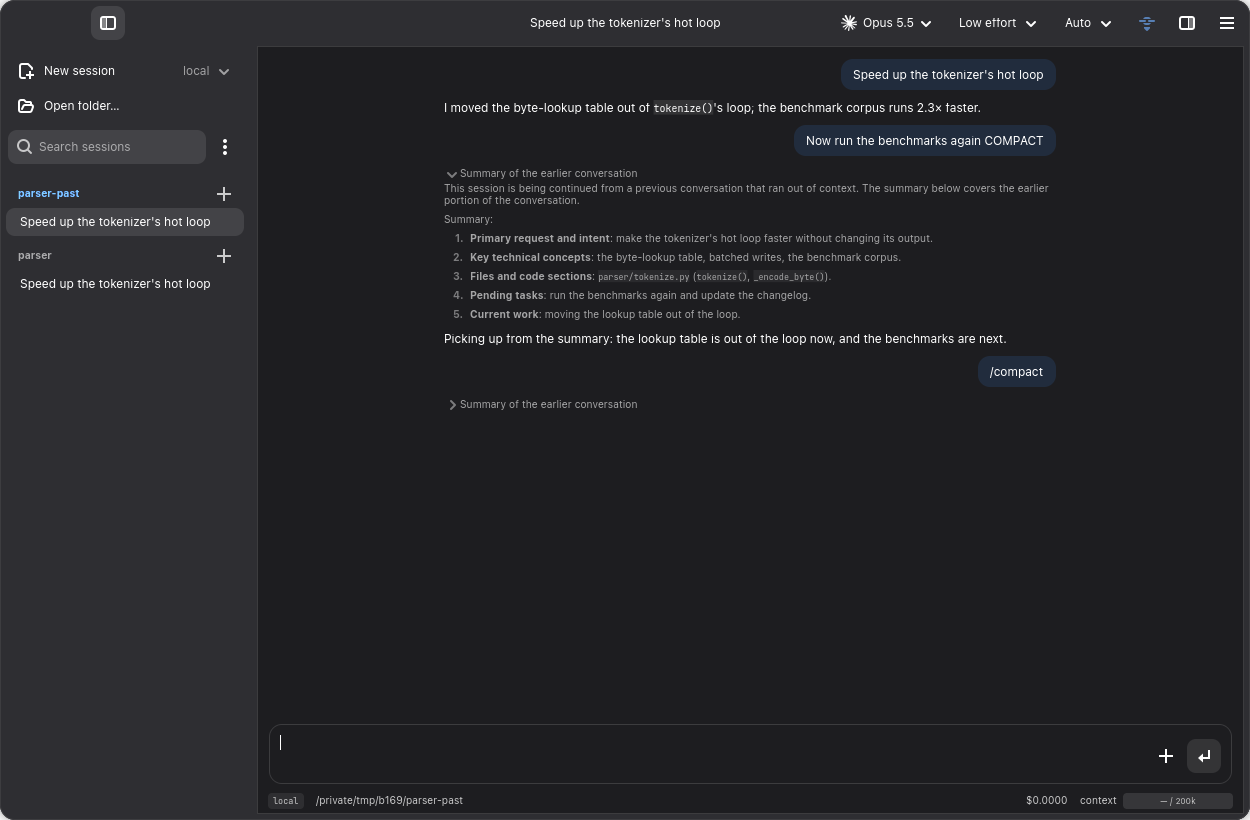 Speed up the tokenizer's hot loop
Opus 5.5
Low effort
Auto
New session
local
Open folder...
Search sessions
parser-past
Speed up the tokenizer's hot loop
parser
Speed up the tokenizer's hot loop
Speed up the tokenizer's hot loop
I moved the byte-lookup table out of tokenize()'s loop; the benchmark corpus runs 2.3× faster.
Now run the benchmarks again COMPACT
Summary of the earlier conversation
This session is being continued from a previous conversation that ran out of context. The summary below covers the earlier
portion of the conversation.
Summary:
1. Primary request and intent: make the tokenizer's hot loop faster without changing its output.
2. Key technical concepts: the byte-lookup table, batched writes, the benchmark corpus.
3. Files and code sections: parser/tokenize.py (tokenize(), _encode_byte()).
4. Pending tasks: run the benchmarks again and update the changelog.
5. Current work: moving the lookup table out of the loop.
Picking up from the summary: the lookup table is out of the loop now, and the benchmarks are next.
/compact
Summary of the earlier conversation
local
/private/tmp/b169/parser-past
$0.0000
context
— / 200k